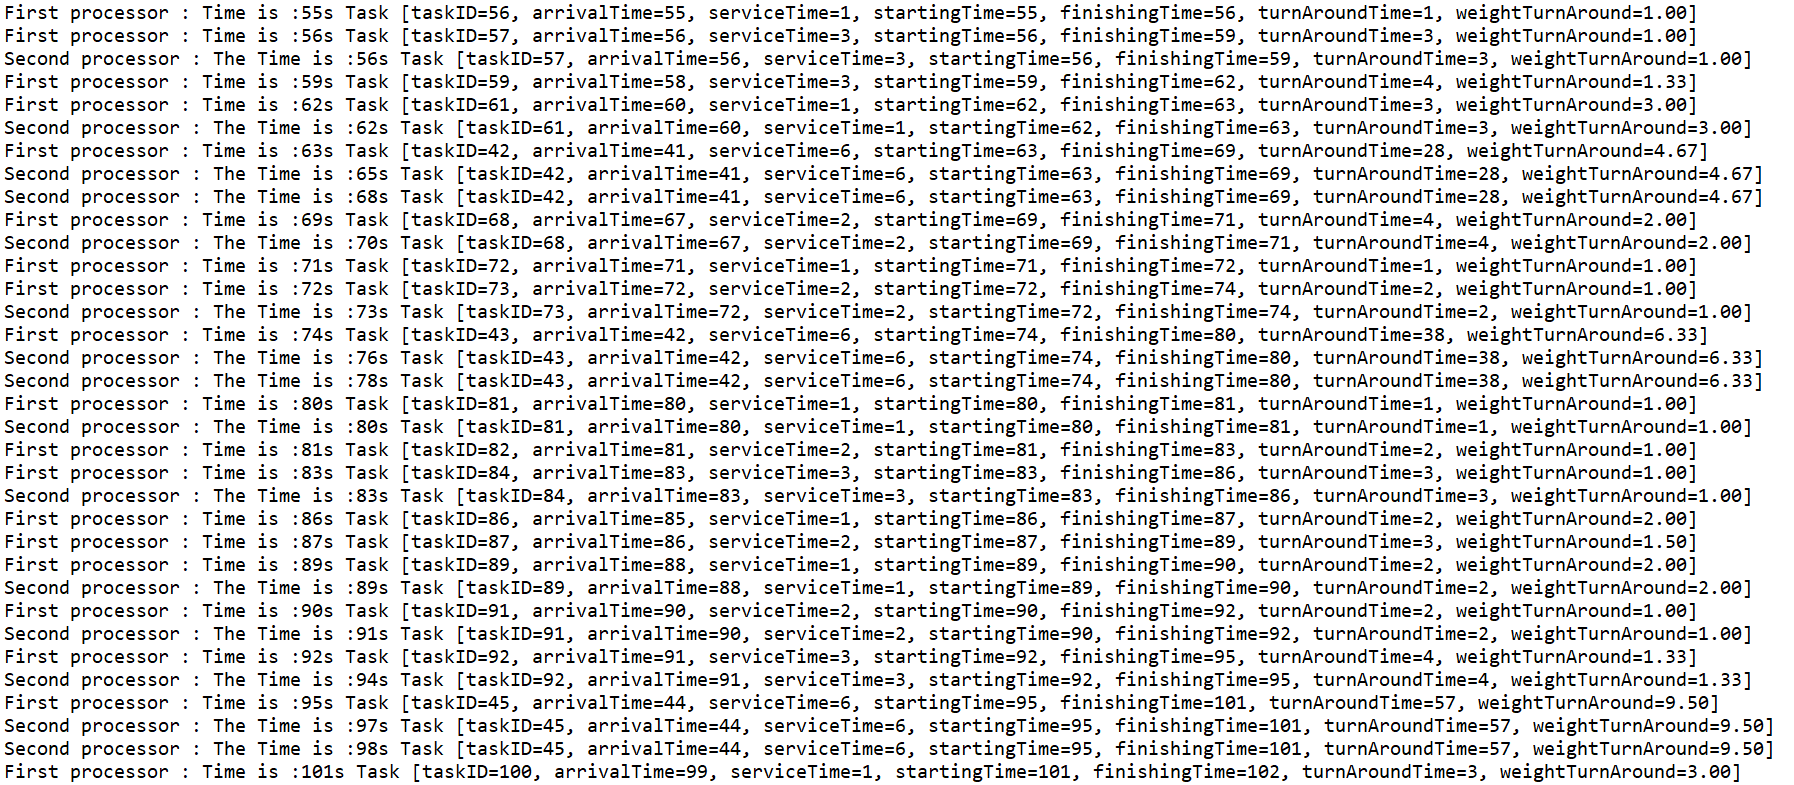 First processor : Time is :55s Task [taskID=56, arrivalTime=55, serviceTime=1, startingTime=55, finishingTime=56, turnAroundTime=1, weightTurnAround=1.00]
First processor : Time is :56s Task [taskID=57, arrivalTime=56, serviceTime=3, startingTime=56, finishingTime=59, turnAroundTime=3, weightTurnAround=1.00]
Second processor : The Time is :56s Task [taskID=57, arrivalTime=56, serviceTime=3, startingTime=56, finishingTime=59, turnAroundTime=3, weightTurnAround=1.00]
First processor : Time is :59s Task [taskID=59, arrivalTime=58, serviceTime=3, startingTime=59, finishingTime=62, turnAroundTime=4, weightTurnAround=1.33]
First processor : Time is :62s Task [taskID=61, arrivalTime=60, serviceTime=1, startingTime=62, finishingTime=63, turnAroundTime=3, weightTurnAround=3.00]
Second processor : The Time is :62s Task [taskID=61, arrivalTime=60, serviceTime=1, startingTime=62, finishingTime=63, turnAroundTime=3, weightTurnAround=3.00]
First processor : Time is :63s Task [taskID=42, arrivalTime=41, serviceTime=6, startingTime=63, finishingTime=69, turnAroundTime=28, weightTurnAround=4.67]
Second processor : The Time is :65s Task [taskID=42, arrivalTime=41, serviceTime=6, startingTime=63, finishingTime=69, turnAroundTime=28, weightTurnAround=4.67]
Second processor : The Time is :68s Task [taskID=42, arrivalTime=41, serviceTime=6, startingTime=63, finishingTime=69, turnAroundTime=28, weightTurnAround=4.67]
First processor : Time is :69s Task [taskID=68, arrivalTime=67, serviceTime=2, startingTime=69, finishingTime=71, turnAroundTime=4, weightTurnAround=2.00]
Second processor : The Time is :70s Task [taskID=68, arrivalTime=67, serviceTime=2, startingTime=69, finishingTime=71, turnAroundTime=4, weightTurnAround=2.00]
First processor : Time is :71s Task [taskID=72, arrivalTime=71, serviceTime=1, startingTime=71, finishingTime=72, turnAroundTime=1, weightTurnAround=1.00]
First processor : Time is :72s Task [taskID=73, arrivalTime=72, serviceTime=2, startingTime=72, finishingTime=74, turnAroundTime=2, weightTurnAround=1.00]
Second processor : The Time is :73s Task [taskID=73, arrivalTime=72, serviceTime=2, startingTime=72, finishingTime=74, turnAroundTime=2, weightTurnAround=1.00]
First processor : Time is :74s Task [taskID=43, arrivalTime=42, serviceTime=6, startingTime=74, finishingTime=80, turnAroundTime=38, weightTurnAround=6.33]
Second processor : The Time is :76s Task [taskID=43, arrivalTime=42, serviceTime=6, startingTime=74, finishingTime=80, turnAroundTime=38, weightTurnAround=6.33]
Second processor : The Time is :78s Task [taskID=43, arrivalTime=42, serviceTime=6, startingTime=74, finishingTime=80, turnAroundTime=38, weightTurnAround=6.33]
First processor : Time is :80s Task [taskID=81, arrivalTime=80, serviceTime=1, startingTime=80, finishingTime=81, turnAroundTime=1, weightTurnAround=1.00]
Second processor : The Time is :80s Task [taskID=81, arrivalTime=80, serviceTime=1, startingTime=80, finishingTime=81, turnAroundTime=1, weightTurnAround=1.00]
First processor : Time is :81s Task [taskID=82, arrivalTime=81, serviceTime=2, startingTime=81, finishingTime=83, turnAroundTime=2, weightTurnAround=1.00]
First processor : Time is :83s Task [taskID=84, arrivalTime=83, serviceTime=3, startingTime=83, finishingTime=86, turnAroundTime=3, weightTurnAround=1.00]
Second processor : The Time is :83s Task [taskID=84, arrivalTime=83, serviceTime=3, startingTime=83, finishingTime=86, turnAroundTime=3, weightTurnAround=1.00]
First processor : Time is :86s Task [taskID=86, arrivalTime=85, serviceTime=1, startingTime=86, finishingTime=87, turnAroundTime=2, weightTurnAround=2.00]
First processor : Time is :87s Task [taskID=87, arrivalTime=86, serviceTime=2, startingTime=87, finishingTime=89, turnAroundTime=3, weightTurnAround=1.50]
First processor : Time is :89s Task [taskID=89, arrivalTime=88, serviceTime=1, startingTime=89, finishingTime=90, turnAroundTime=2, weightTurnAround=2.00]
Second processor : The Time is :89s Task [taskID=89, arrivalTime=88, serviceTime=1, startingTime=89, finishingTime=90, turnAroundTime=2, weightTurnAround=2.00]
First processor : Time is :90s Task [taskID=91, arrivalTime=90, serviceTime=2, startingTime=90, finishingTime=92, turnAroundTime=2, weightTurnAround=1.00]
Second processor : The Time is :91s Task [taskID=91, arrivalTime=90, serviceTime=2, startingTime=90, finishingTime=92, turnAroundTime=2, weightTurnAround=1.00]
First processor : Time is :92s Task [taskID=92, arrivalTime=91, serviceTime=3, startingTime=92, finishingTime=95, turnAroundTime=4, weightTurnAround=1.33]
Second processor : The Time is :94s Task [taskID=92, arrivalTime=91, serviceTime=3, startingTime=92, finishingTime=95, turnAroundTime=4, weightTurnAround=1.33]
First processor : Time is :95s Task [taskID=45, arrivalTime=44, serviceTime=6, startingTime=95, finishingTime=101, turnAroundTime=57, weightTurnAround=9.50]
Second processor : The Time is :97s Task [taskID=45, arrivalTime=44, serviceTime=6, startingTime=95, finishingTime=101, turnAroundTime=57, weightTurnAround=9.50]
Second processor : The Time is :98s Task [taskID=45, arrivalTime=44, serviceTime=6, startingTime=95, finishingTime=101, turnAroundTime=57, weightTurnAround=9.50]
First processor : Time is :101s Task [taskID=100, arrivalTime=99, serviceTime=1, startingTime=101, finishingTime=102, turnAroundTime=3, weightTurnAround=3.00]